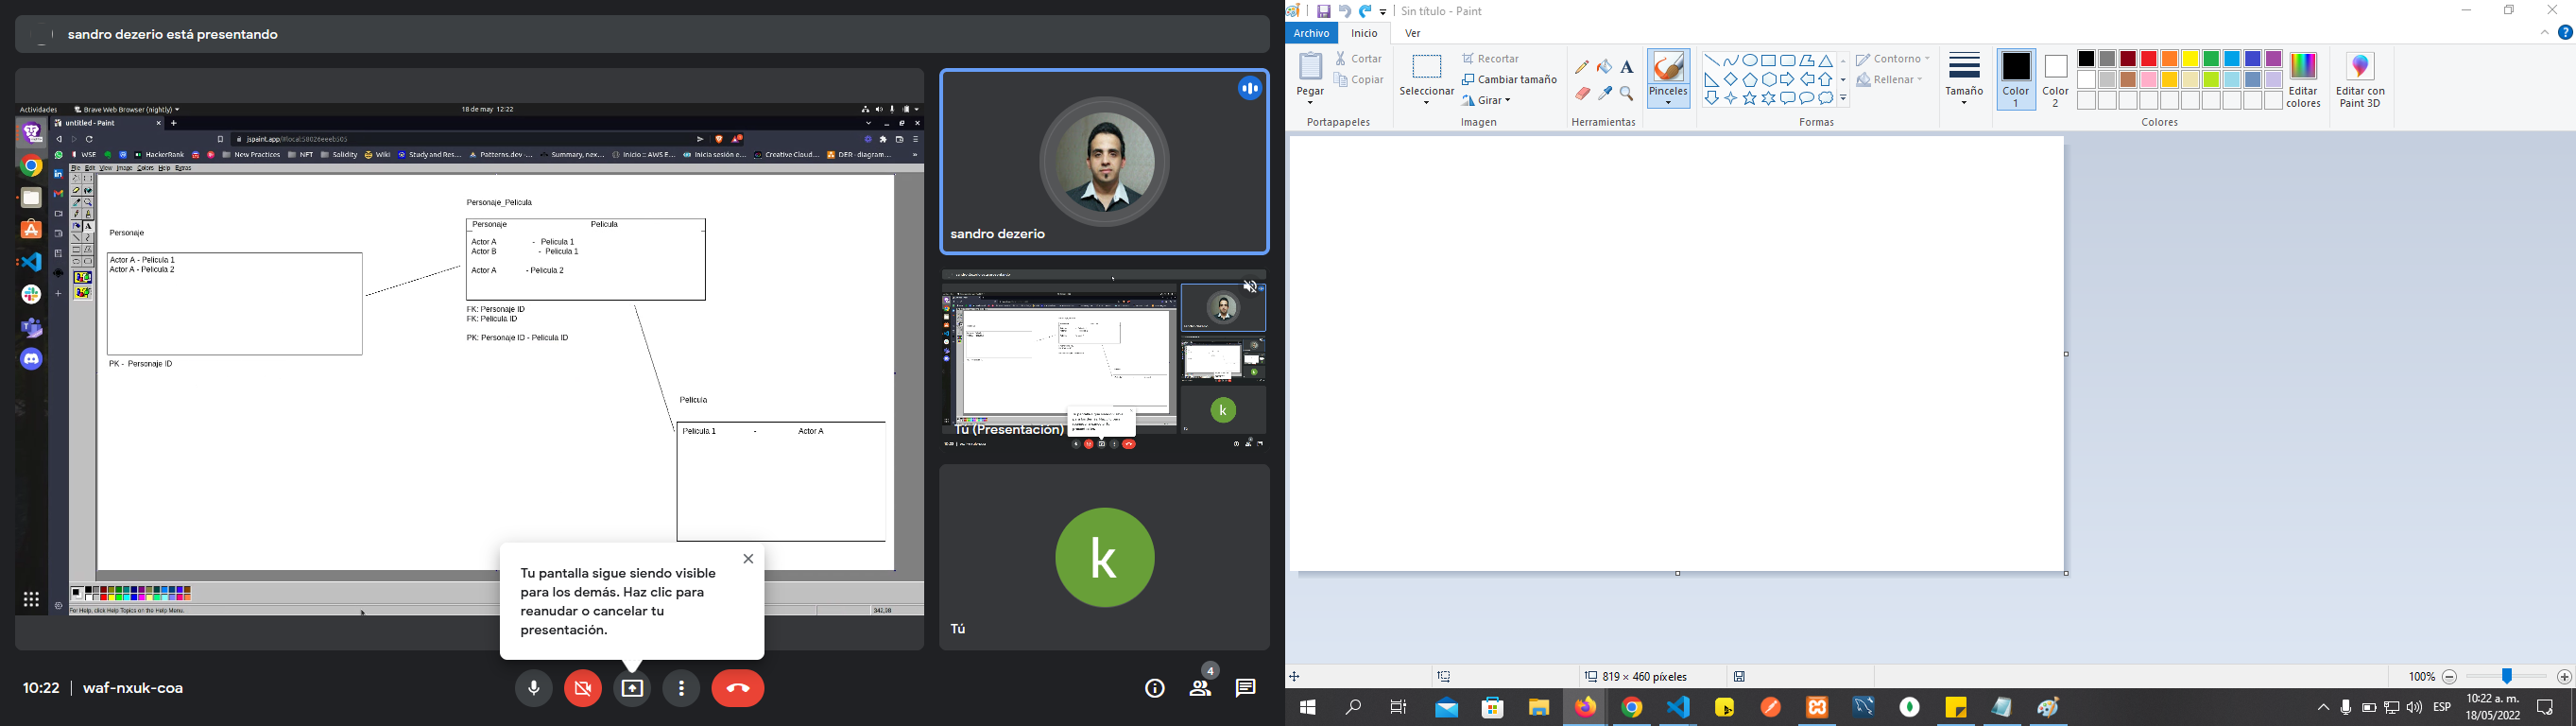 sandro dezerio está presentando
Actividades
Brave Web Browser (nightly)
18 de may 12:22
untitled - Paint
jspaint.app/#local:58026eeeb505
WSE
HackerRank
New Practices
NFT
Solidity
Wiki
Study and Res...
Patterns.dev -...
Summary, nex...
Inicio :: AWS E...
Inicia sesión e...
Creative Cloud...
DER - diagram...
File Edit View Image Colors Help Extras
Personaje
Actor A - Pelicula 1
Actor A - Pelicula 2
PK - Personaje ID
Personaje_Pelicula
Personaje Pelicula
Actor A - Pelicula 1
Actor B - Pelicula 1
Actor A - Pelicula 2
FK: Personaje ID
FK: Pelicula ID
PK: Personaje ID - Pelicula ID
Pelicula
Pelicula 1 - Actor A
For Help, click Help Topics on the Help Menu.
342,38
Tu pantalla sigue siendo visible
para los demás. Haz clic para
reanudar o cancelar tu
presentación.
sandro dezerio
Tú (Presentación)
k
k
Tú
10:22 | waf-nxuk-coa
4
Sin título - Paint
Archivo Inicio Ver
Pegar
Cortar
Copiar
Portapapeles
Seleccionar
Recortar
Cambiar tamaño
Girar
Imagen
A
Herramientas
Pinceles
Formas
Contorno
Rellenar
Tamaño
Color
1
Color
2
Editar
colores
Colores
Editar con
Paint 3D
819 × 460 píxeles
100%
ESP
10:22 a. m.
18/05/2022